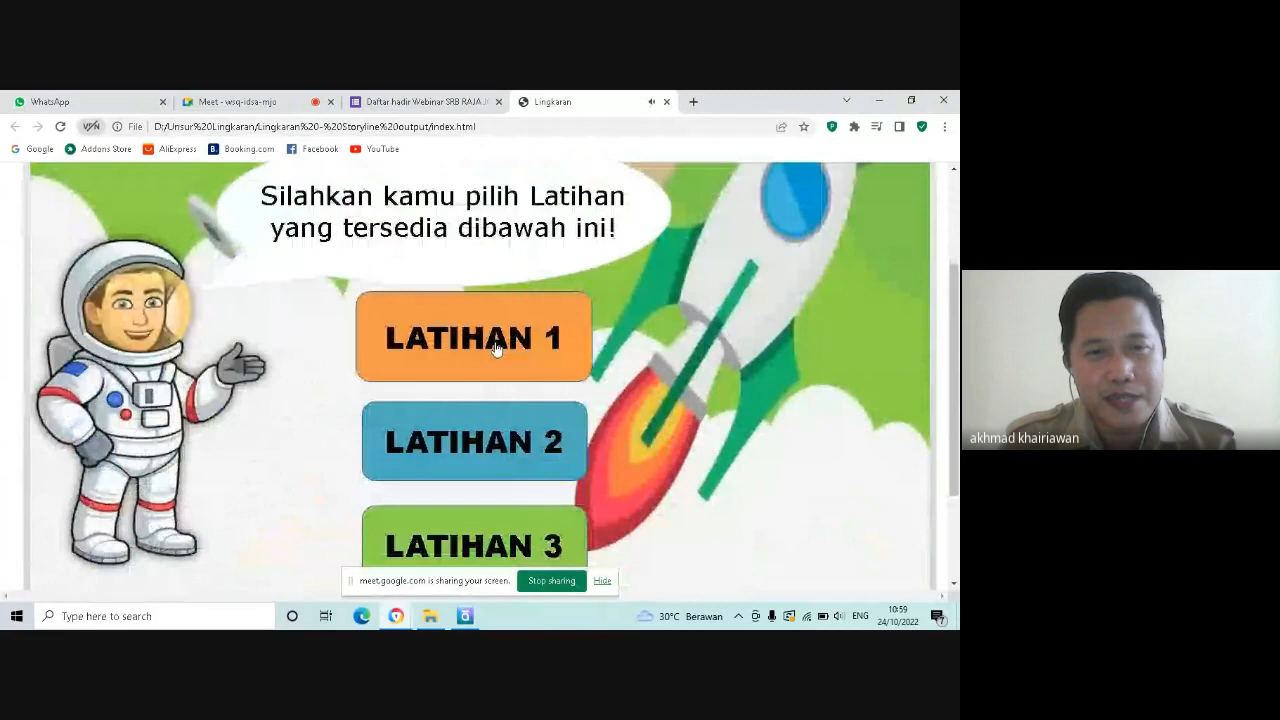 WhatsApp
Meet - wsq-idsa-mjo
Daftar hadir Webinar SRB RAJA
Lingkaran
VPN
File
D:/Unsur%20Lingkaran/Lingkaran%20-%20Storyline%20output/index.html
Google
Addons Store
AliExpress
Booking.com
Facebook
YouTube
Silahkan kamu pilih Latihan
yang tersedia dibawah ini!
LATIHAN 1
LATIHAN 2
LATIHAN 3
meet.google.com is sharing your screen.
Stop sharing
Hide
akhmad khairiawan
Type here to search
30°C Berawan
ENG
10:59
24/10/2022